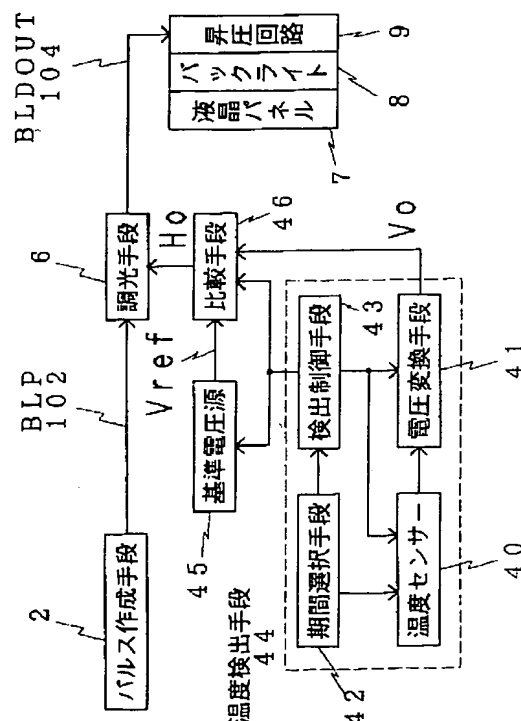 BLDOUT
104
BLP
102
6
パルス作成手段
2
調光手段
液晶パネル
バックライト
昇圧回路
7
8
9
Ho
Vref
基準電圧源
45
比較手段
46
Vo
温度検出手段
44
期間選択手段
42
検出制御手段
43
温度センサー
40
電圧変換手段
41